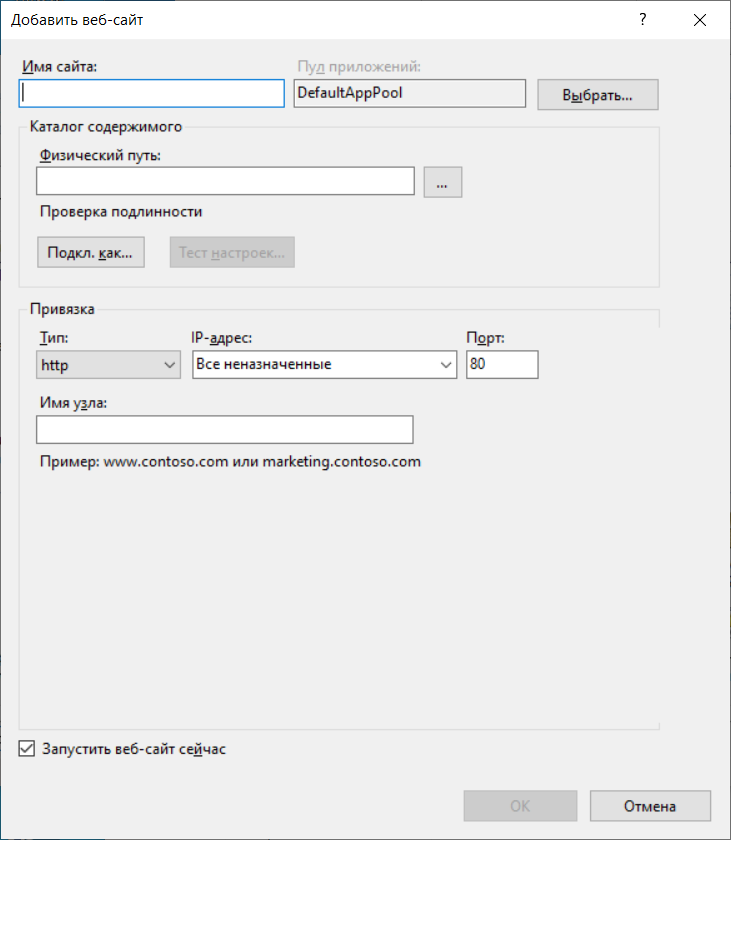 Добавить веб-сайт ?
Имя сайта: Пул приложений:
DefaultAppPool Выбрать...
Каталог содержимого
Физический путь:
...
Проверка подлинности
Подкл. как... Тест настроек...
Привязка
Тип: IP-адрес: Порт:
http Все неназначенные 80
Имя узла:
Пример: www.contoso.com или marketing.contoso.com
Запустить веб-сайт сейчас
ОК Отмена